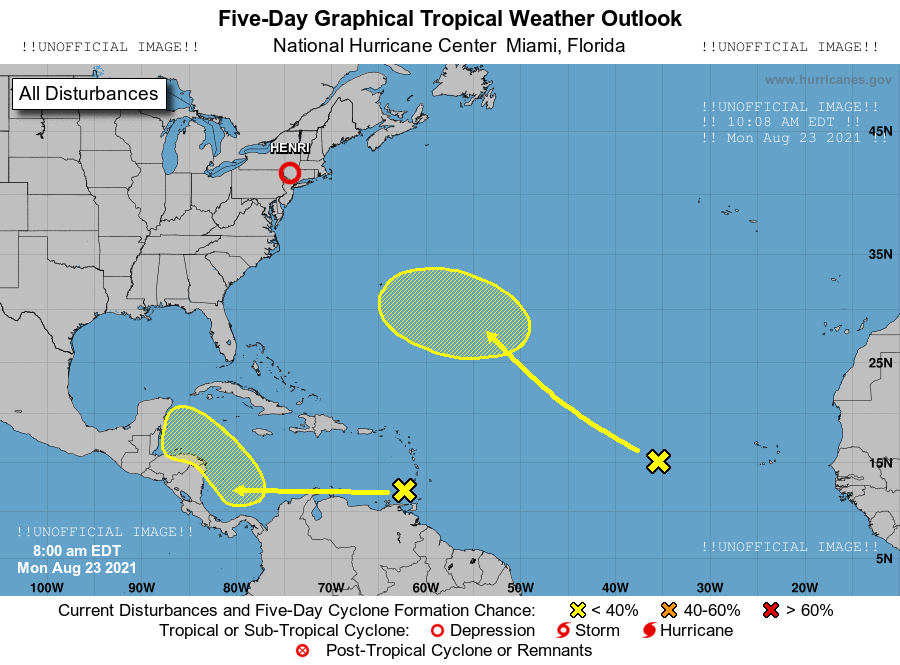 Five-Day Graphical Tropical Weather Outlook
!!UNOFFICIAL IMAGE!! National Hurricane Center Miami, Florida !!UNOFFICIAL IMAGE!!
www.hurricanes.gov
All Disturbances
!!UNOFFICIAL IMAGE!!
!! 10:08 AM EDT !!
!! Mon Aug 23 2021 !!
45N
HENRI
35N
25N
15N
!!UNOFFICIAL IMAGE!!
8:00 am EDT
Mon Aug 23 2021
!!UNOFFICIAL IMAGE!!
5N
100W 90W 80W 70W 60W 50W 40W 30W 20W
Current Disturbances and Five-Day Cyclone Formation Chance: < 40% 40-60% > 60%
Tropical or Sub-Tropical Cyclone: Depression Storm Hurricane
Post-Tropical Cyclone or Remnants